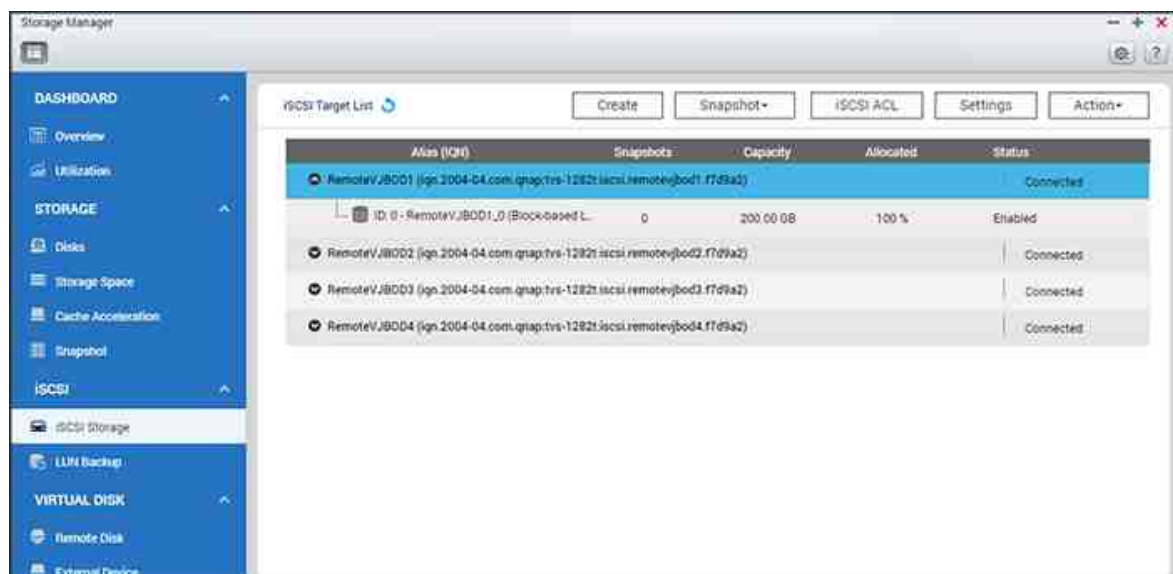 Storage Manager
DASHBOARD
Overview
Utilization
STORAGE
Disks
Storage Space
Cache Acceleration
Snapshot
iSCSI
iSCSI Storage
LUN Backup
VIRTUAL DISK
Remote Disk
External Device
iSCSI Target List
Create Snapshot iSCSI ACL Settings Action
Alias (IQN) Snapshots Capacity Allocated Status
RemoteVJBOD1 (iqn.2004-04.com.qnap:tvs-1282t:iscsi.remotevjbod1.f7d9a2) Connected
ID: 0 - RemoteVJBOD1_0 (Block-based L... 0 200.00 GB 100 % Enabled
RemoteVJBOD2 (iqn.2004-04.com.qnap:tvs-1282t:iscsi.remotevjbod2.f7d9a2) Connected
RemoteVJBOD3 (iqn.2004-04.com.qnap:tvs-1282t:iscsi.remotevjbod3.f7d9a2) Connected
RemoteVJBOD4 (iqn.2004-04.com.qnap:tvs-1282t:iscsi.remotevjbod4.f7d9a2) Connected